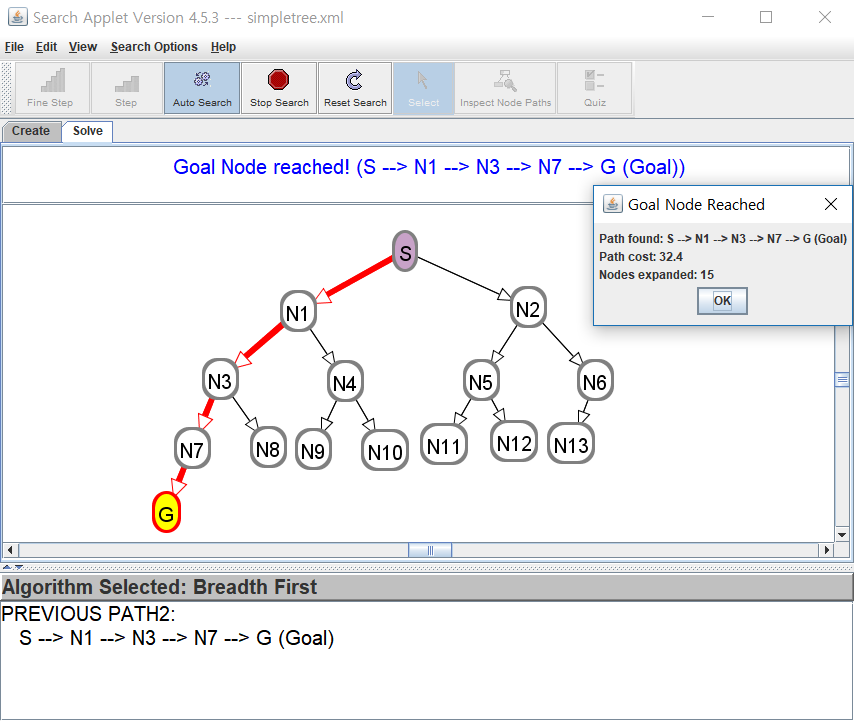 Search Applet Version 4.5.3 --- simpletree.xml
File Edit View Search Options Help
Fine Step Step Auto Search Stop Search Reset Search Select Inspect Node Paths Quiz
Create Solve
Goal Node reached! (S --> N1 --> N3 --> N7 --> G (Goal))
Goal Node Reached
Path found: S --> N1 --> N3 --> N7 --> G (Goal)
Path cost: 32.4
Nodes expanded: 15
OK
S
N1 N2
N3 N4 N5 N6
N7 N8 N9 N10 N11 N12 N13
G
Algorithm Selected: Breadth First
PREVIOUS PATH2:
S --> N1 --> N3 --> N7 --> G (Goal)